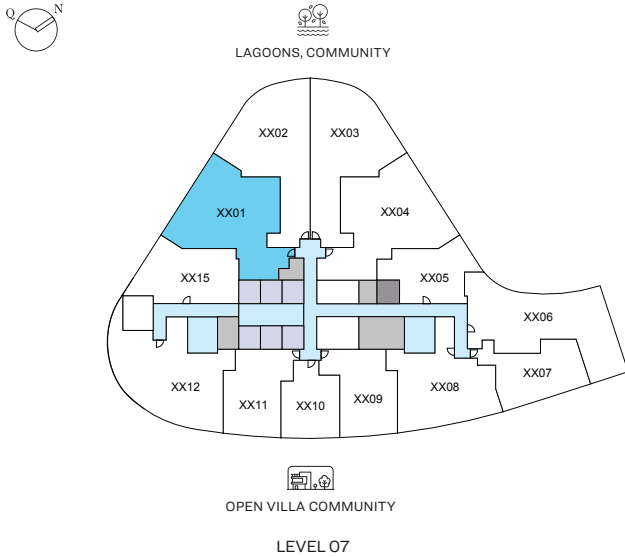 Q N
LAGOONS, COMMUNITY
XX02 XX03
XX01 XX04
XX15 XX05
XX06
XX07
XX12 XX11 XX10 XX09 XX08
OPEN VILLA COMMUNITY
LEVEL 07